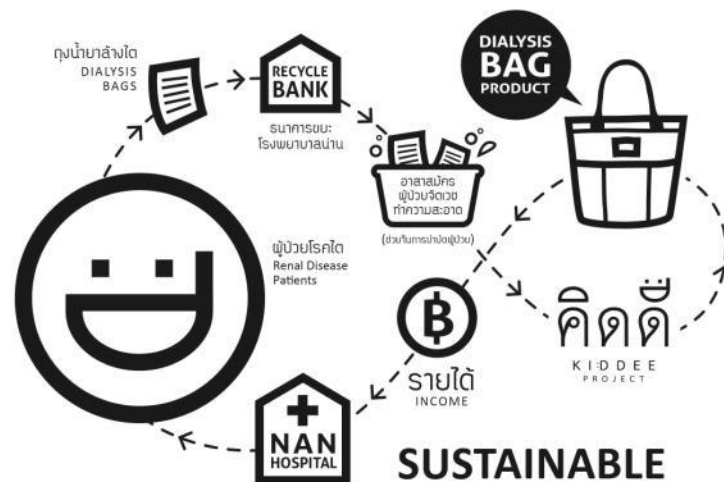 ถุงน้ำยาล้างไต
DIALYSIS
BAGS
RECYCLE
BANK
ธนาคารขยะ
โรงพยาบาลน่าน
DIALYSIS
BAG
PRODUCT
อาสาสมัคร
ผู้ป่วยจิตเวช
ทำความสะอาด
(ช่วยในการบำบัดผู้ป่วย)
ผู้ป่วยโรคไต
Renal Disease
Patients
฿
รายได้
INCOME
คิดดี
KIDDEE
PROJECT
NAN
HOSPITAL
SUSTAINABLE